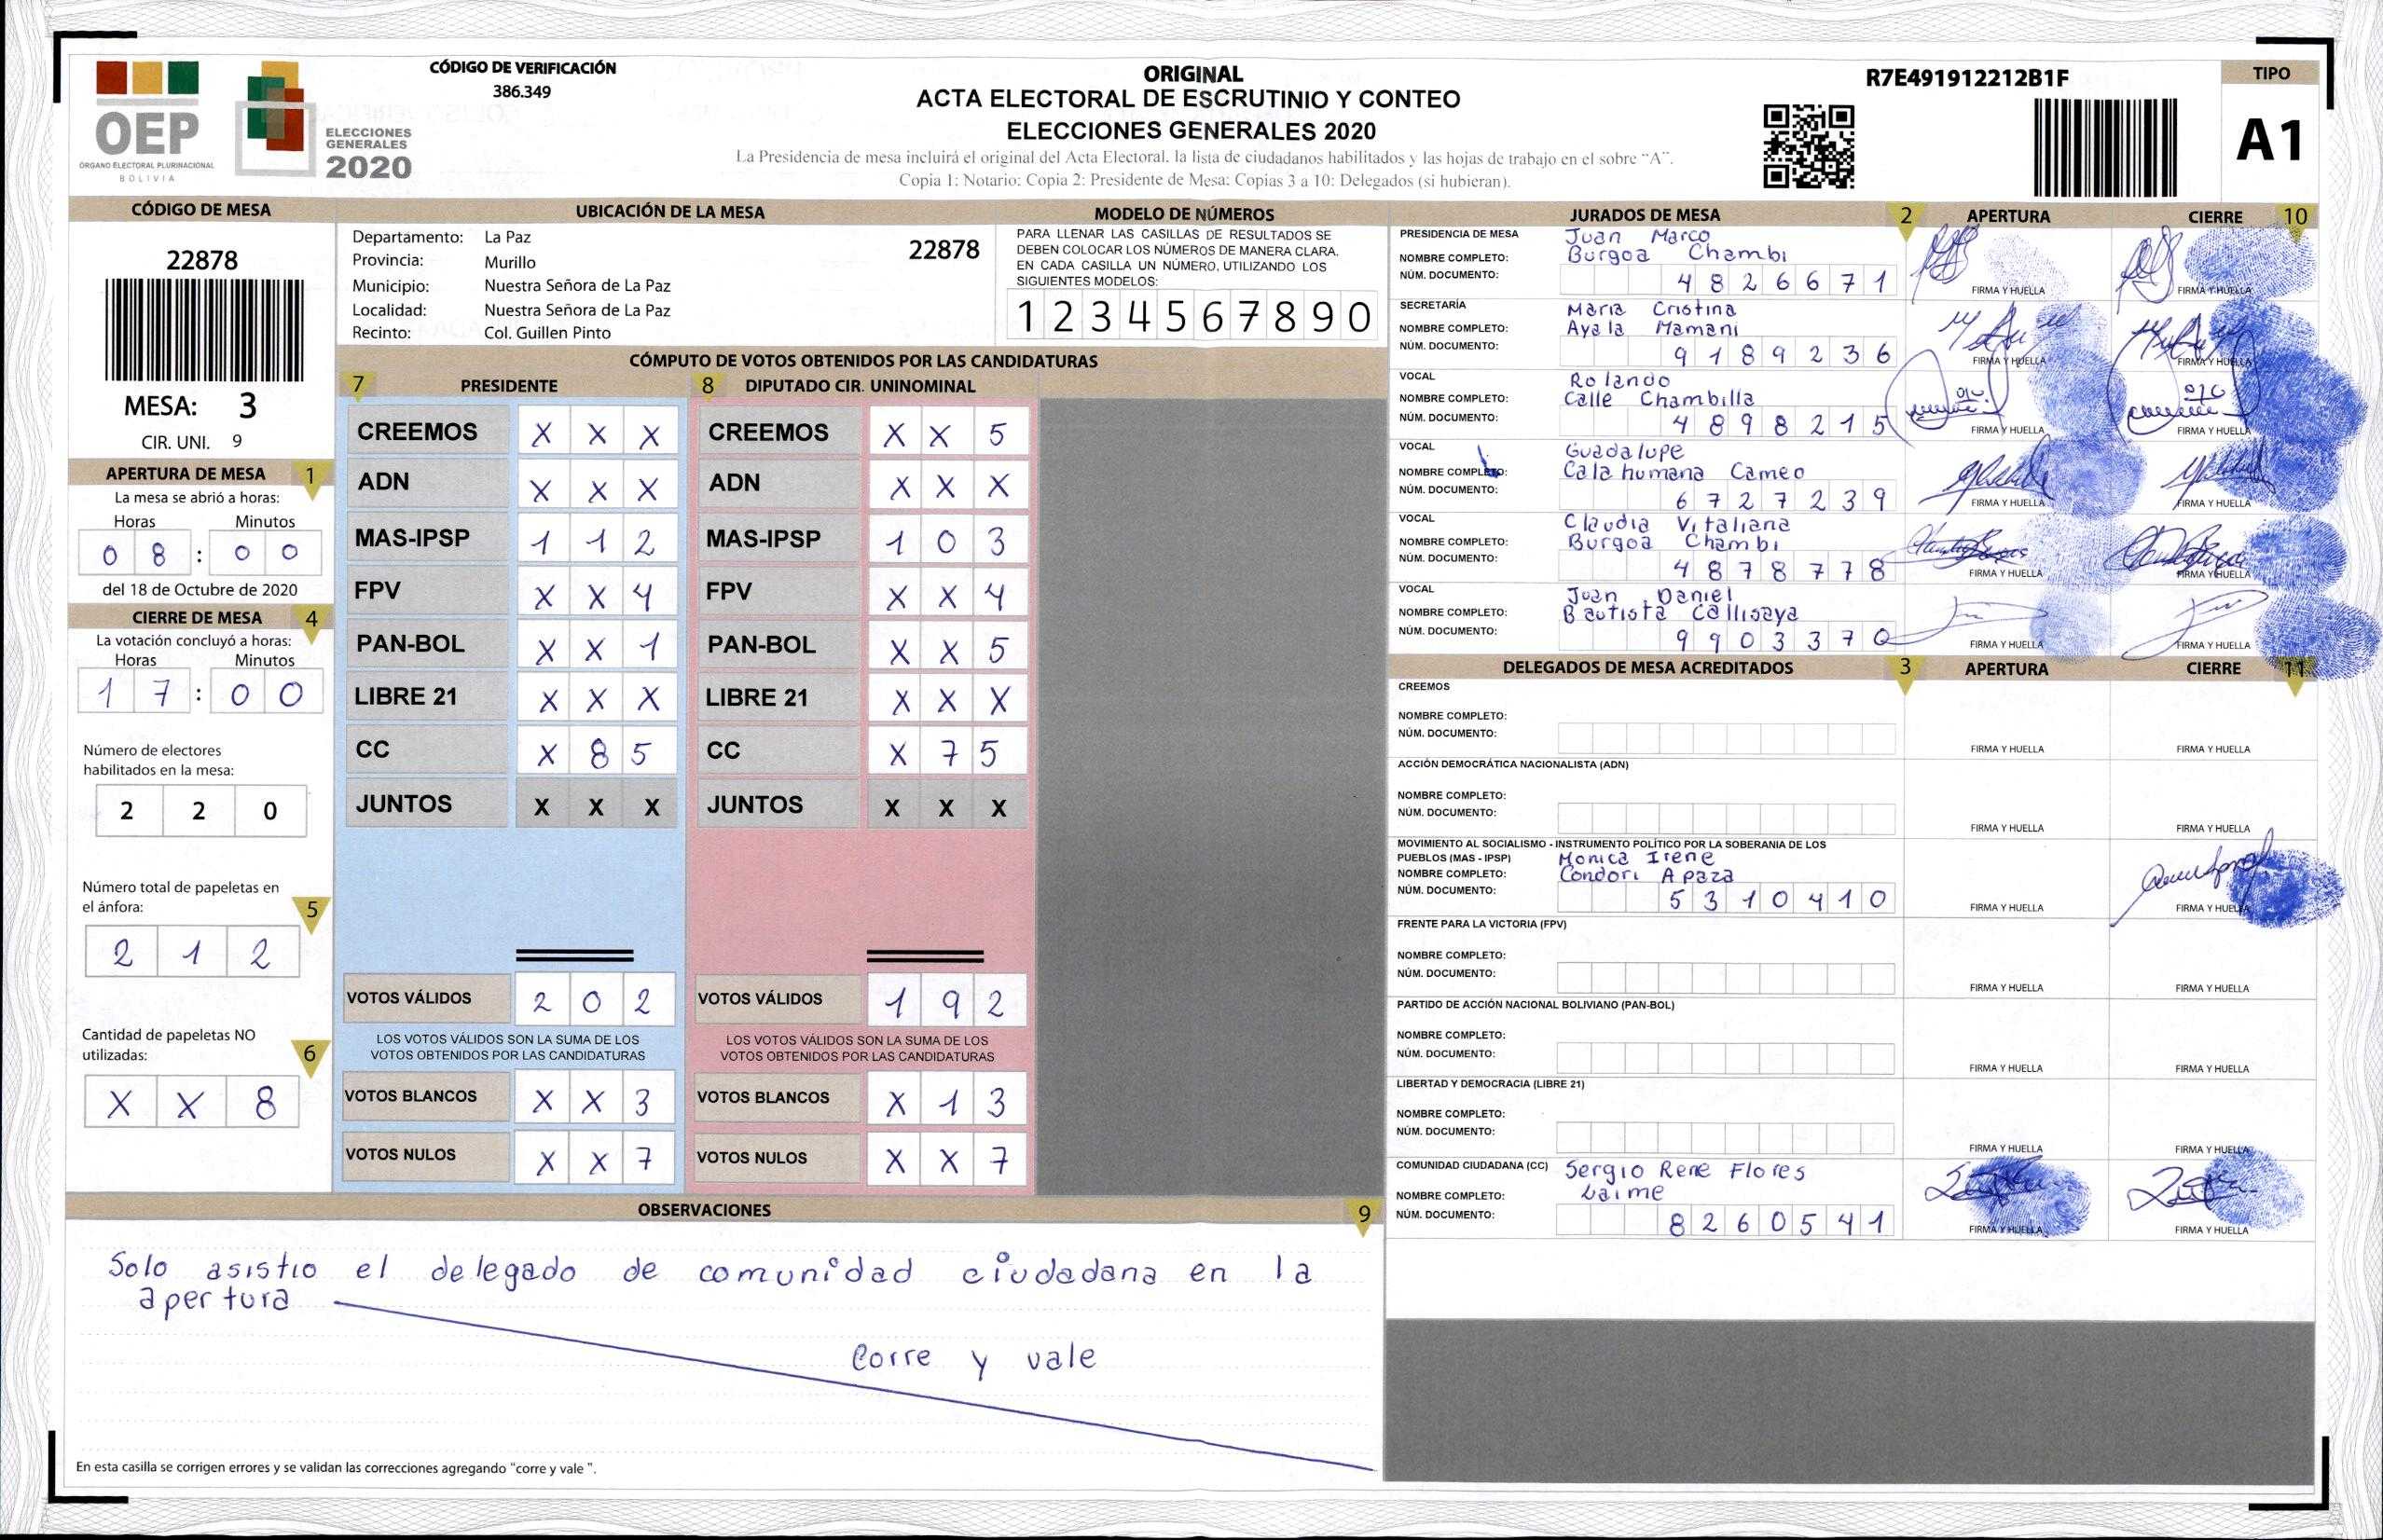 OEP
ÓRGANO ELECTORAL PLURINACIONAL
BOLIVIA
ELECCIONES
GENERALES
2020
CÓDIGO DE VERIFICACIÓN
386.349
ORIGINAL
ACTA ELECTORAL DE ESCRUTINIO Y CONTEO
ELECCIONES GENERALES 2020
La Presidencia de mesa incluirá el original del Acta Electoral, la lista de ciudadanos habilitados y las hojas de trabajo en el sobre "A".
Copia 1: Notario; Copia 2: Presidente de Mesa; Copias 3 a 10: Delegados (si hubieran).
R7E491912212B1F
TIPO
A1
CÓDIGO DE MESA
22878
MESA: 3
CIR. UNI. 9
APERTURA DE MESA 1
La mesa se abrió a horas:
Horas Minutos
0 8 : 0 0
del 18 de Octubre de 2020
CIERRE DE MESA 4
La votación concluyó a horas:
Horas Minutos
1 7 : 0 0
Número de electores
habilitados en la mesa:
2 2 0
Número total de papeletas en
el ánfora: 5
2 1 2
Cantidad de papeletas NO
utilizadas: 6
X X 8
UBICACIÓN DE LA MESA
Departamento: La Paz 22878
Provincia: Murillo
Municipio: Nuestra Señora de La Paz
Localidad: Nuestra Señora de La Paz
Recinto: Col. Guillen Pinto
MODELO DE NÚMEROS
PARA LLENAR LAS CASILLAS DE RESULTADOS SE
DEBEN COLOCAR LOS NÚMEROS DE MANERA CLARA.
EN CADA CASILLA UN NÚMERO, UTILIZANDO LOS
SIGUIENTES MODELOS:
1 2 3 4 5 6 7 8 9 0
CÓMPUTO DE VOTOS OBTENIDOS POR LAS CANDIDATURAS
7 PRESIDENTE
CREEMOS X X X
ADN X X X
MAS-IPSP 1 1 2
FPV X X 4
PAN-BOL X X 1
LIBRE 21 X X X
CC X 8 5
JUNTOS X X X
VOTOS VÁLIDOS 2 0 2
LOS VOTOS VÁLIDOS SON LA SUMA DE LOS
VOTOS OBTENIDOS POR LAS CANDIDATURAS
VOTOS BLANCOS X X 3
VOTOS NULOS X X 7
8 DIPUTADO CIR. UNINOMINAL
CREEMOS X X 5
ADN X X X
MAS-IPSP 1 0 3
FPV X X 4
PAN-BOL X X 5
LIBRE 21 X X X
CC X 7 5
JUNTOS X X X
VOTOS VÁLIDOS 1 9 2
LOS VOTOS VÁLIDOS SON LA SUMA DE LOS
VOTOS OBTENIDOS POR LAS CANDIDATURAS
VOTOS BLANCOS X 1 3
VOTOS NULOS X X 7
OBSERVACIONES 9
Solo asistio el delegado de comunidad ciudadana en la
apertura
Corre y vale
En esta casilla se corrigen errores y se validan las correcciones agregando "corre y vale ".
JURADOS DE MESA 2 APERTURA CIERRE 10
PRESIDENCIA DE MESA Juan Marco
NOMBRE COMPLETO: Burgoa Chambi
NÚM. DOCUMENTO: 4 8 2 6 6 7 1 FIRMA Y HUELLA FIRMA Y HUELLA
SECRETARÍA Maria Cristina
NOMBRE COMPLETO: Ayala Mamani
NÚM. DOCUMENTO: 9 1 8 9 2 3 6 FIRMA Y HUELLA FIRMA Y HUELLA
VOCAL Rolando
NOMBRE COMPLETO: Calle Chambilla
NÚM. DOCUMENTO: 4 8 9 8 2 1 5 FIRMA Y HUELLA FIRMA Y HUELLA
VOCAL Guadalupe
NOMBRE COMPLETO: Calahumana Cameo
NÚM. DOCUMENTO: 6 7 2 7 2 3 9 FIRMA Y HUELLA FIRMA Y HUELLA
VOCAL Claudia Vitaliana
NOMBRE COMPLETO: Burgoa Chambi
NÚM. DOCUMENTO: 4 8 7 8 7 7 8 FIRMA Y HUELLA FIRMA Y HUELLA
VOCAL Juan Daniel
NOMBRE COMPLETO: Bautista Callisaya
NÚM. DOCUMENTO: 9 9 0 3 3 7 0 FIRMA Y HUELLA FIRMA Y HUELLA
DELEGADOS DE MESA ACREDITADOS 3 APERTURA CIERRE 11
CREEMOS
NOMBRE COMPLETO:
NÚM. DOCUMENTO: FIRMA Y HUELLA FIRMA Y HUELLA
ACCIÓN DEMOCRÁTICA NACIONALISTA (ADN)
NOMBRE COMPLETO:
NÚM. DOCUMENTO: FIRMA Y HUELLA FIRMA Y HUELLA
MOVIMIENTO AL SOCIALISMO - INSTRUMENTO POLÍTICO POR LA SOBERANIA DE LOS
PUEBLOS (MAS - IPSP) Monica Irene
NOMBRE COMPLETO: Condori Apaza
NÚM. DOCUMENTO: 5 3 1 0 4 1 0 FIRMA Y HUELLA FIRMA Y HUELLA
FRENTE PARA LA VICTORIA (FPV)
NOMBRE COMPLETO:
NÚM. DOCUMENTO: FIRMA Y HUELLA FIRMA Y HUELLA
PARTIDO DE ACCIÓN NACIONAL BOLIVIANO (PAN-BOL)
NOMBRE COMPLETO:
NÚM. DOCUMENTO: FIRMA Y HUELLA FIRMA Y HUELLA
LIBERTAD Y DEMOCRACIA (LIBRE 21)
NOMBRE COMPLETO:
NÚM. DOCUMENTO: FIRMA Y HUELLA FIRMA Y HUELLA
COMUNIDAD CIUDADANA (CC) Sergio Rene Flores
NOMBRE COMPLETO: Laime
NÚM. DOCUMENTO: 8 2 6 0 5 4 1 FIRMA Y HUELLA FIRMA Y HUELLA